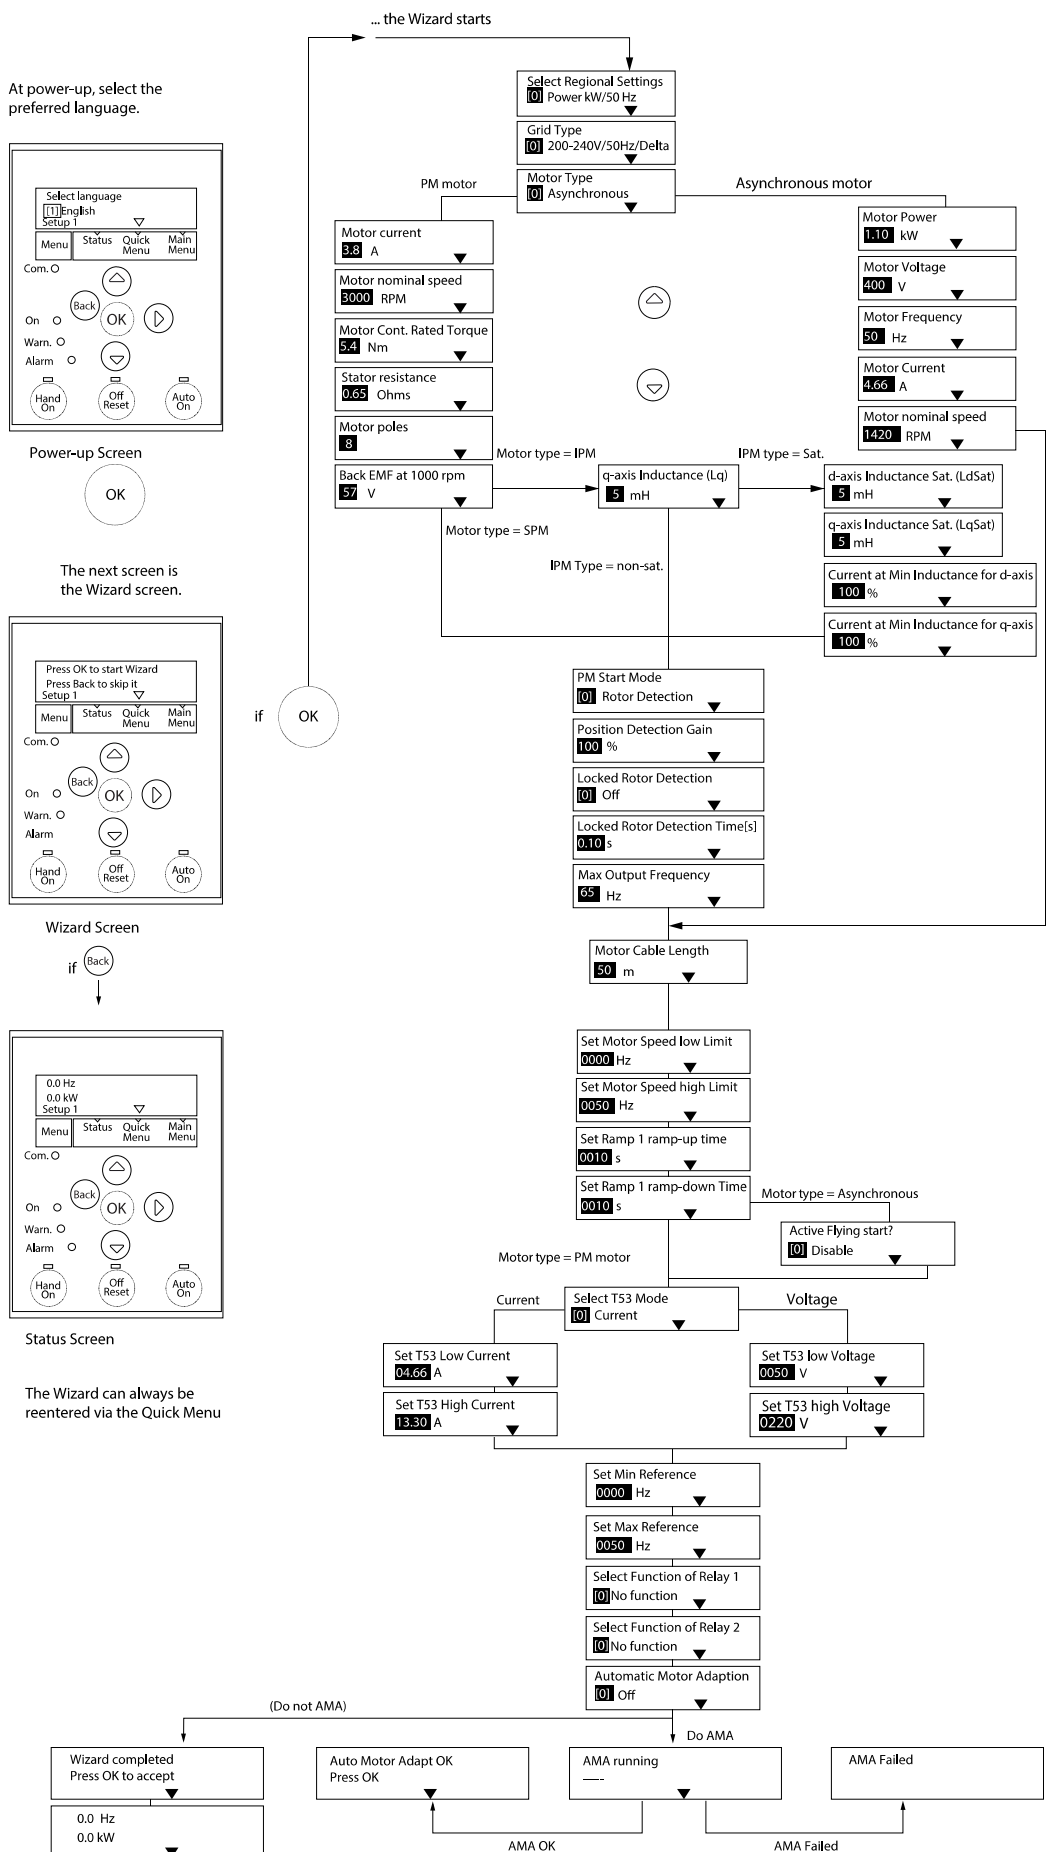 ... the Wizard starts
At power-up, select the
preferred language.
Select language
[1] English
Setup 1
Menu
Status
Quick
Menu
Main
Menu
Com.
Back
OK
On
Warn.
Alarm
Hand
On
Off
Reset
Auto
On
Power-up Screen
OK
The next screen is
the Wizard screen.
Press OK to start Wizard
Press Back to skip it
Setup 1
Menu
Status
Quick
Menu
Main
Menu
Com.
Back
OK
On
Warn.
Alarm
Hand
On
Off
Reset
Auto
On
Wizard Screen
if
Back
if
OK
0.0 Hz
0.0 kW
Setup 1
Menu
Status
Quick
Menu
Main
Menu
Com.
Back
OK
On
Warn.
Alarm
Hand
On
Off
Reset
Auto
On
Status Screen
The Wizard can always be
reentered via the Quick Menu
Select Regional Settings
[0] Power kW/50 Hz
Grid Type
[0] 200-240V/50Hz/Delta
Motor Type
[0] Asynchronous
PM motor
Asynchronous motor
Motor current
3.8 A
Motor nominal speed
3000 RPM
Motor Cont. Rated Torque
5.4 Nm
Stator resistance
0.65 Ohms
Motor poles
8
Back EMF at 1000 rpm
57 V
Motor Power
1.10 kW
Motor Voltage
400 V
Motor Frequency
50 Hz
Motor Current
4.66 A
Motor nominal speed
1420 RPM
Motor type = IPM
q-axis Inductance (Lq)
5 mH
IPM type = Sat.
d-axis Inductance Sat. (LdSat)
5 mH
q-axis Inductance Sat. (LqSat)
5 mH
Current at Min Inductance for d-axis
100 %
Current at Min Inductance for q-axis
100 %
Motor type = SPM
IPM Type = non-sat.
PM Start Mode
[0] Rotor Detection
Position Detection Gain
100 %
Locked Rotor Detection
[0] Off
Locked Rotor Detection Time[s]
0.10 s
Max Output Frequency
65 Hz
Motor Cable Length
50 m
Set Motor Speed low Limit
0000 Hz
Set Motor Speed high Limit
0050 Hz
Set Ramp 1 ramp-up time
0010 s
Set Ramp 1 ramp-down Time
0010 s
Motor type = Asynchronous
Active Flying start?
[0] Disable
Motor type = PM motor
Select T53 Mode
[0] Current
Current
Voltage
Set T53 Low Current
04.66 A
Set T53 High Current
13.30 A
Set T53 low Voltage
0050 V
Set T53 high Voltage
0220 V
Set Min Reference
0000 Hz
Set Max Reference
0050 Hz
Select Function of Relay 1
[0] No function
Select Function of Relay 2
[0] No function
Automatic Motor Adaption
[0] Off
(Do not AMA)
Do AMA
Wizard completed
Press OK to accept
0.0 Hz
0.0 kW
Auto Motor Adapt OK
Press OK
AMA running
-----
AMA Failed
AMA OK
AMA Failed